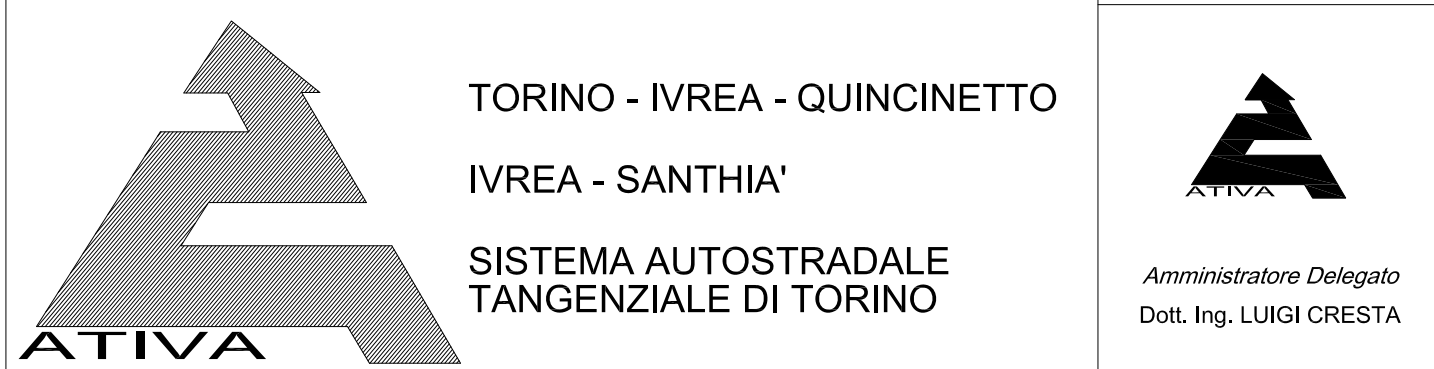 TORINO - IVREA - QUINCINETTO
IVREA - SANTHIA'
SISTEMA AUTOSTRADALE
TANGENZIALE DI TORINO
ATIVA
ATIVA
Amministratore Delegato
Dott. Ing. LUIGI CRESTA